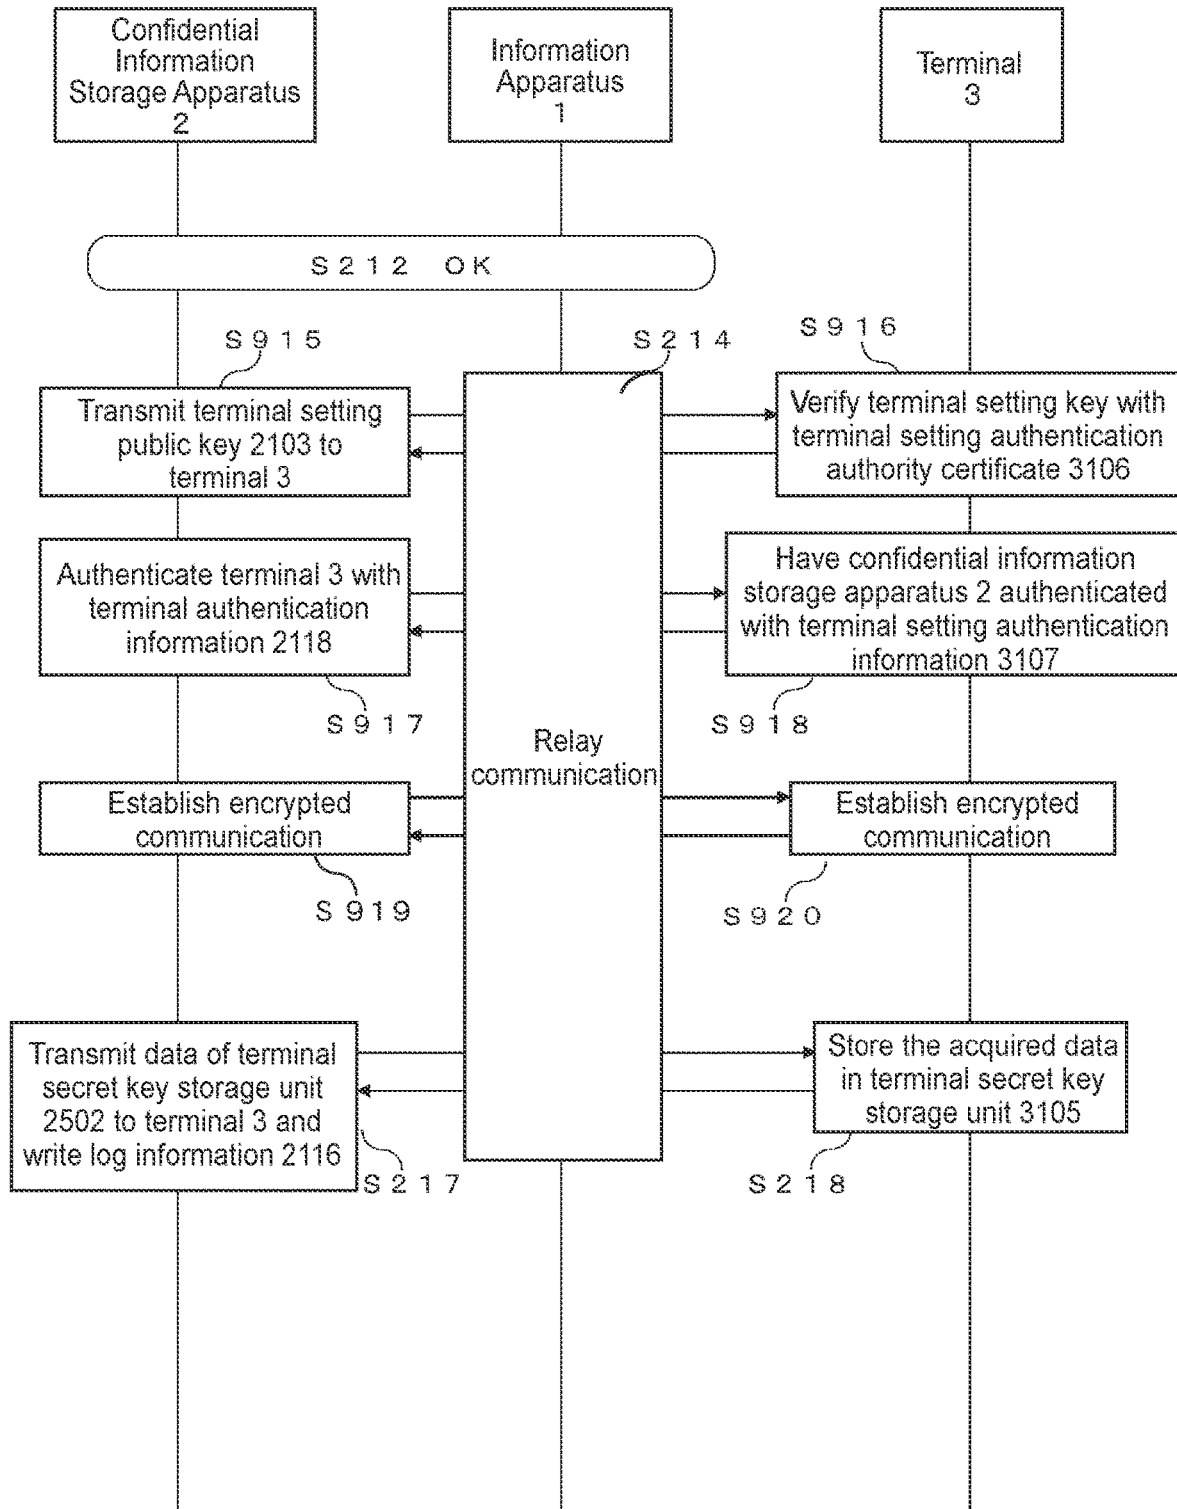 Confidential
Information
Storage Apparatus
2
Information
Apparatus
1
Terminal
3
S212 OK
S915
S214
S916
Transmit terminal setting
public key 2103 to
terminal 3
Verify terminal setting key with
terminal setting authentication
authority certificate 3106
Authenticate terminal 3 with
terminal authentication
information 2118
Have confidential information
storage apparatus 2 authenticated
with terminal setting authentication
information 3107
S917
S918
Relay
communication
Establish encrypted
communication
Establish encrypted
communication
S919
S920
Transmit data of terminal
secret key storage unit
2502 to terminal 3 and
write log information 2116
Store the acquired data
in terminal secret key
storage unit 3105
S217
S218